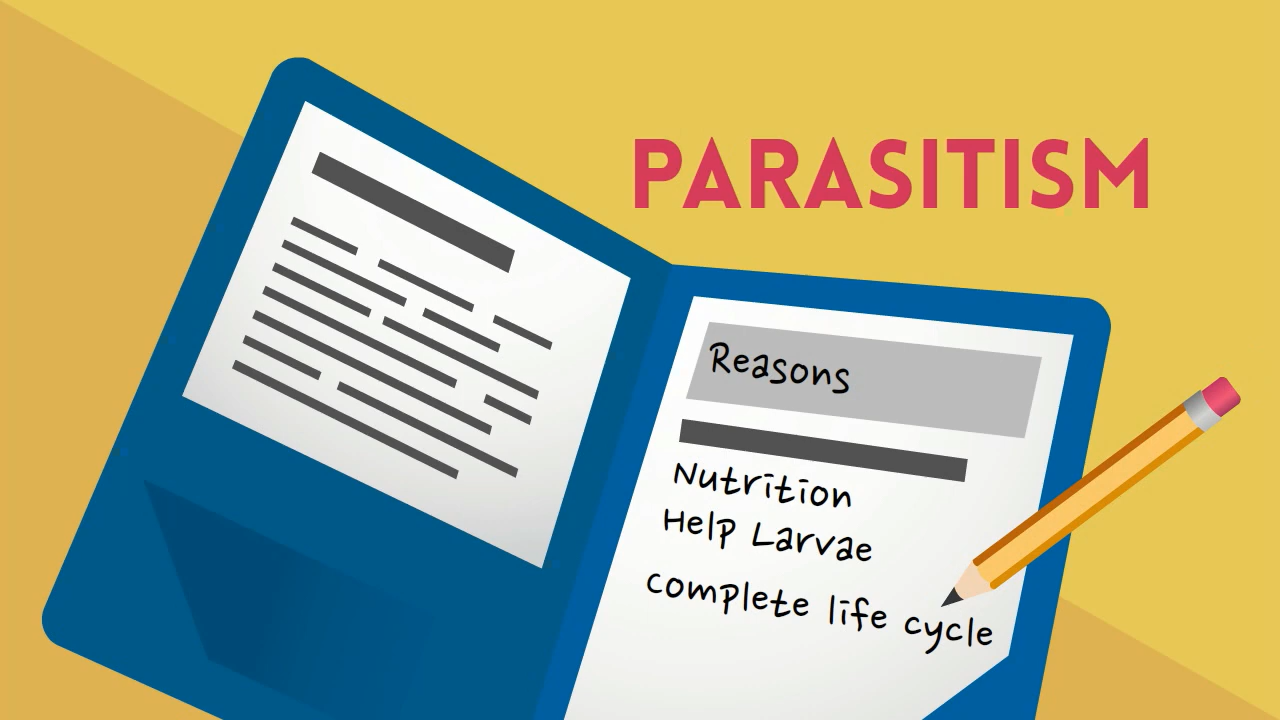 PARASITISM
Reasons
Nutrition
Help Larvae
complete life cycle